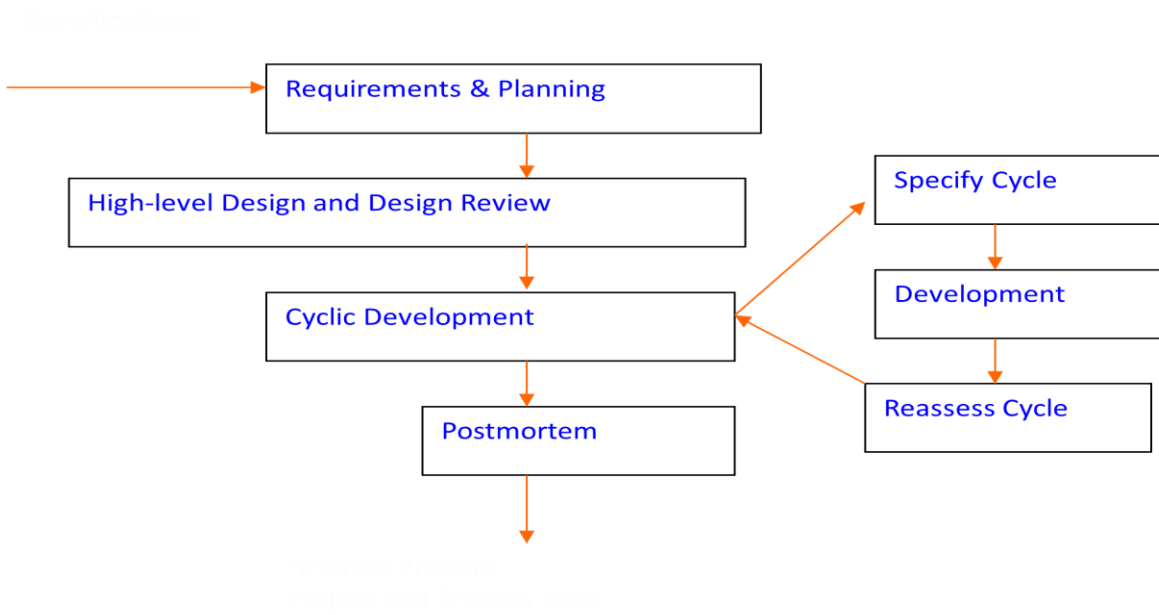 Requirements & Planning
High-level Design and Design Review
Cyclic Development
Postmortem
Specify Cycle
Development
Reassess Cycle